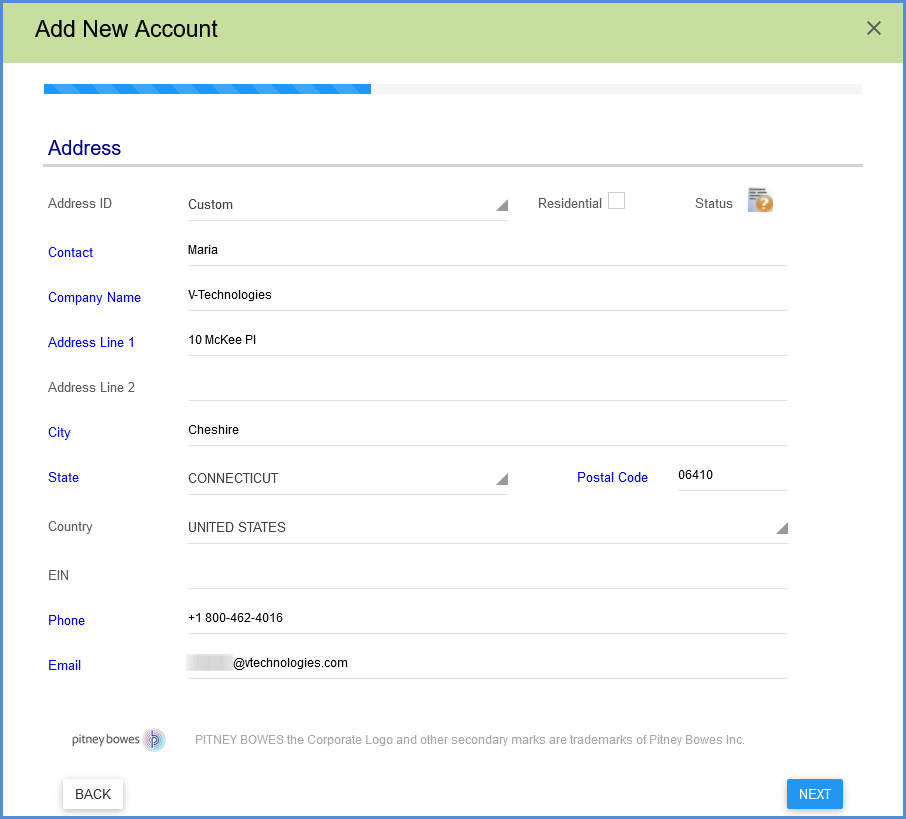 Add New Account
Address
Address ID Custom Residential Status
Contact Maria
Company Name V-Technologies
Address Line 1 10 McKee Pl
Address Line 2
City Cheshire
State CONNECTICUT Postal Code 06410
Country UNITED STATES
EIN
Phone +1 800-462-4016
Email @vtechnologies.com
pitney bowes PITNEY BOWES the Corporate Logo and other secondary marks are trademarks of Pitney Bowes Inc.
BACK NEXT